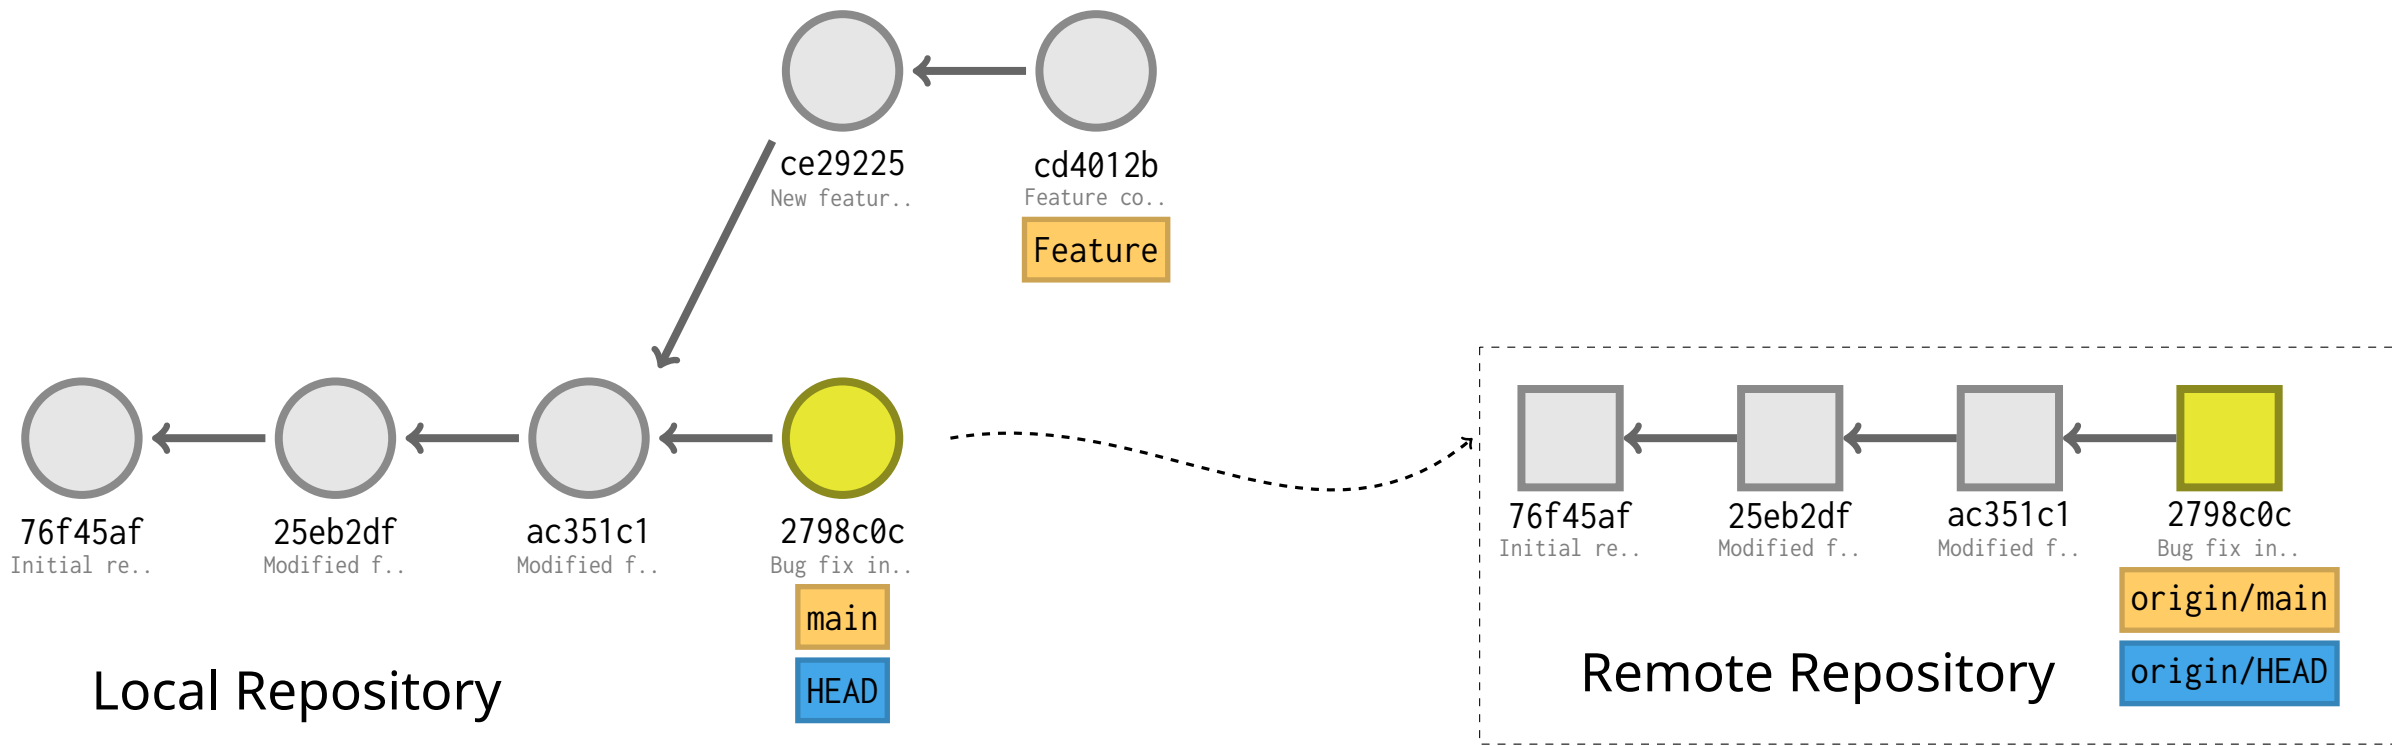 ce29225
New featur..
cd4012b
Feature co..
Feature
76f45af
Initial re..
25eb2df
Modified f..
ac351c1
Modified f..
2798c0c
Bug fix in..
main
HEAD
Local Repository
76f45af
Initial re..
25eb2df
Modified f..
ac351c1
Modified f..
2798c0c
Bug fix in..
origin/main
origin/HEAD
Remote Repository